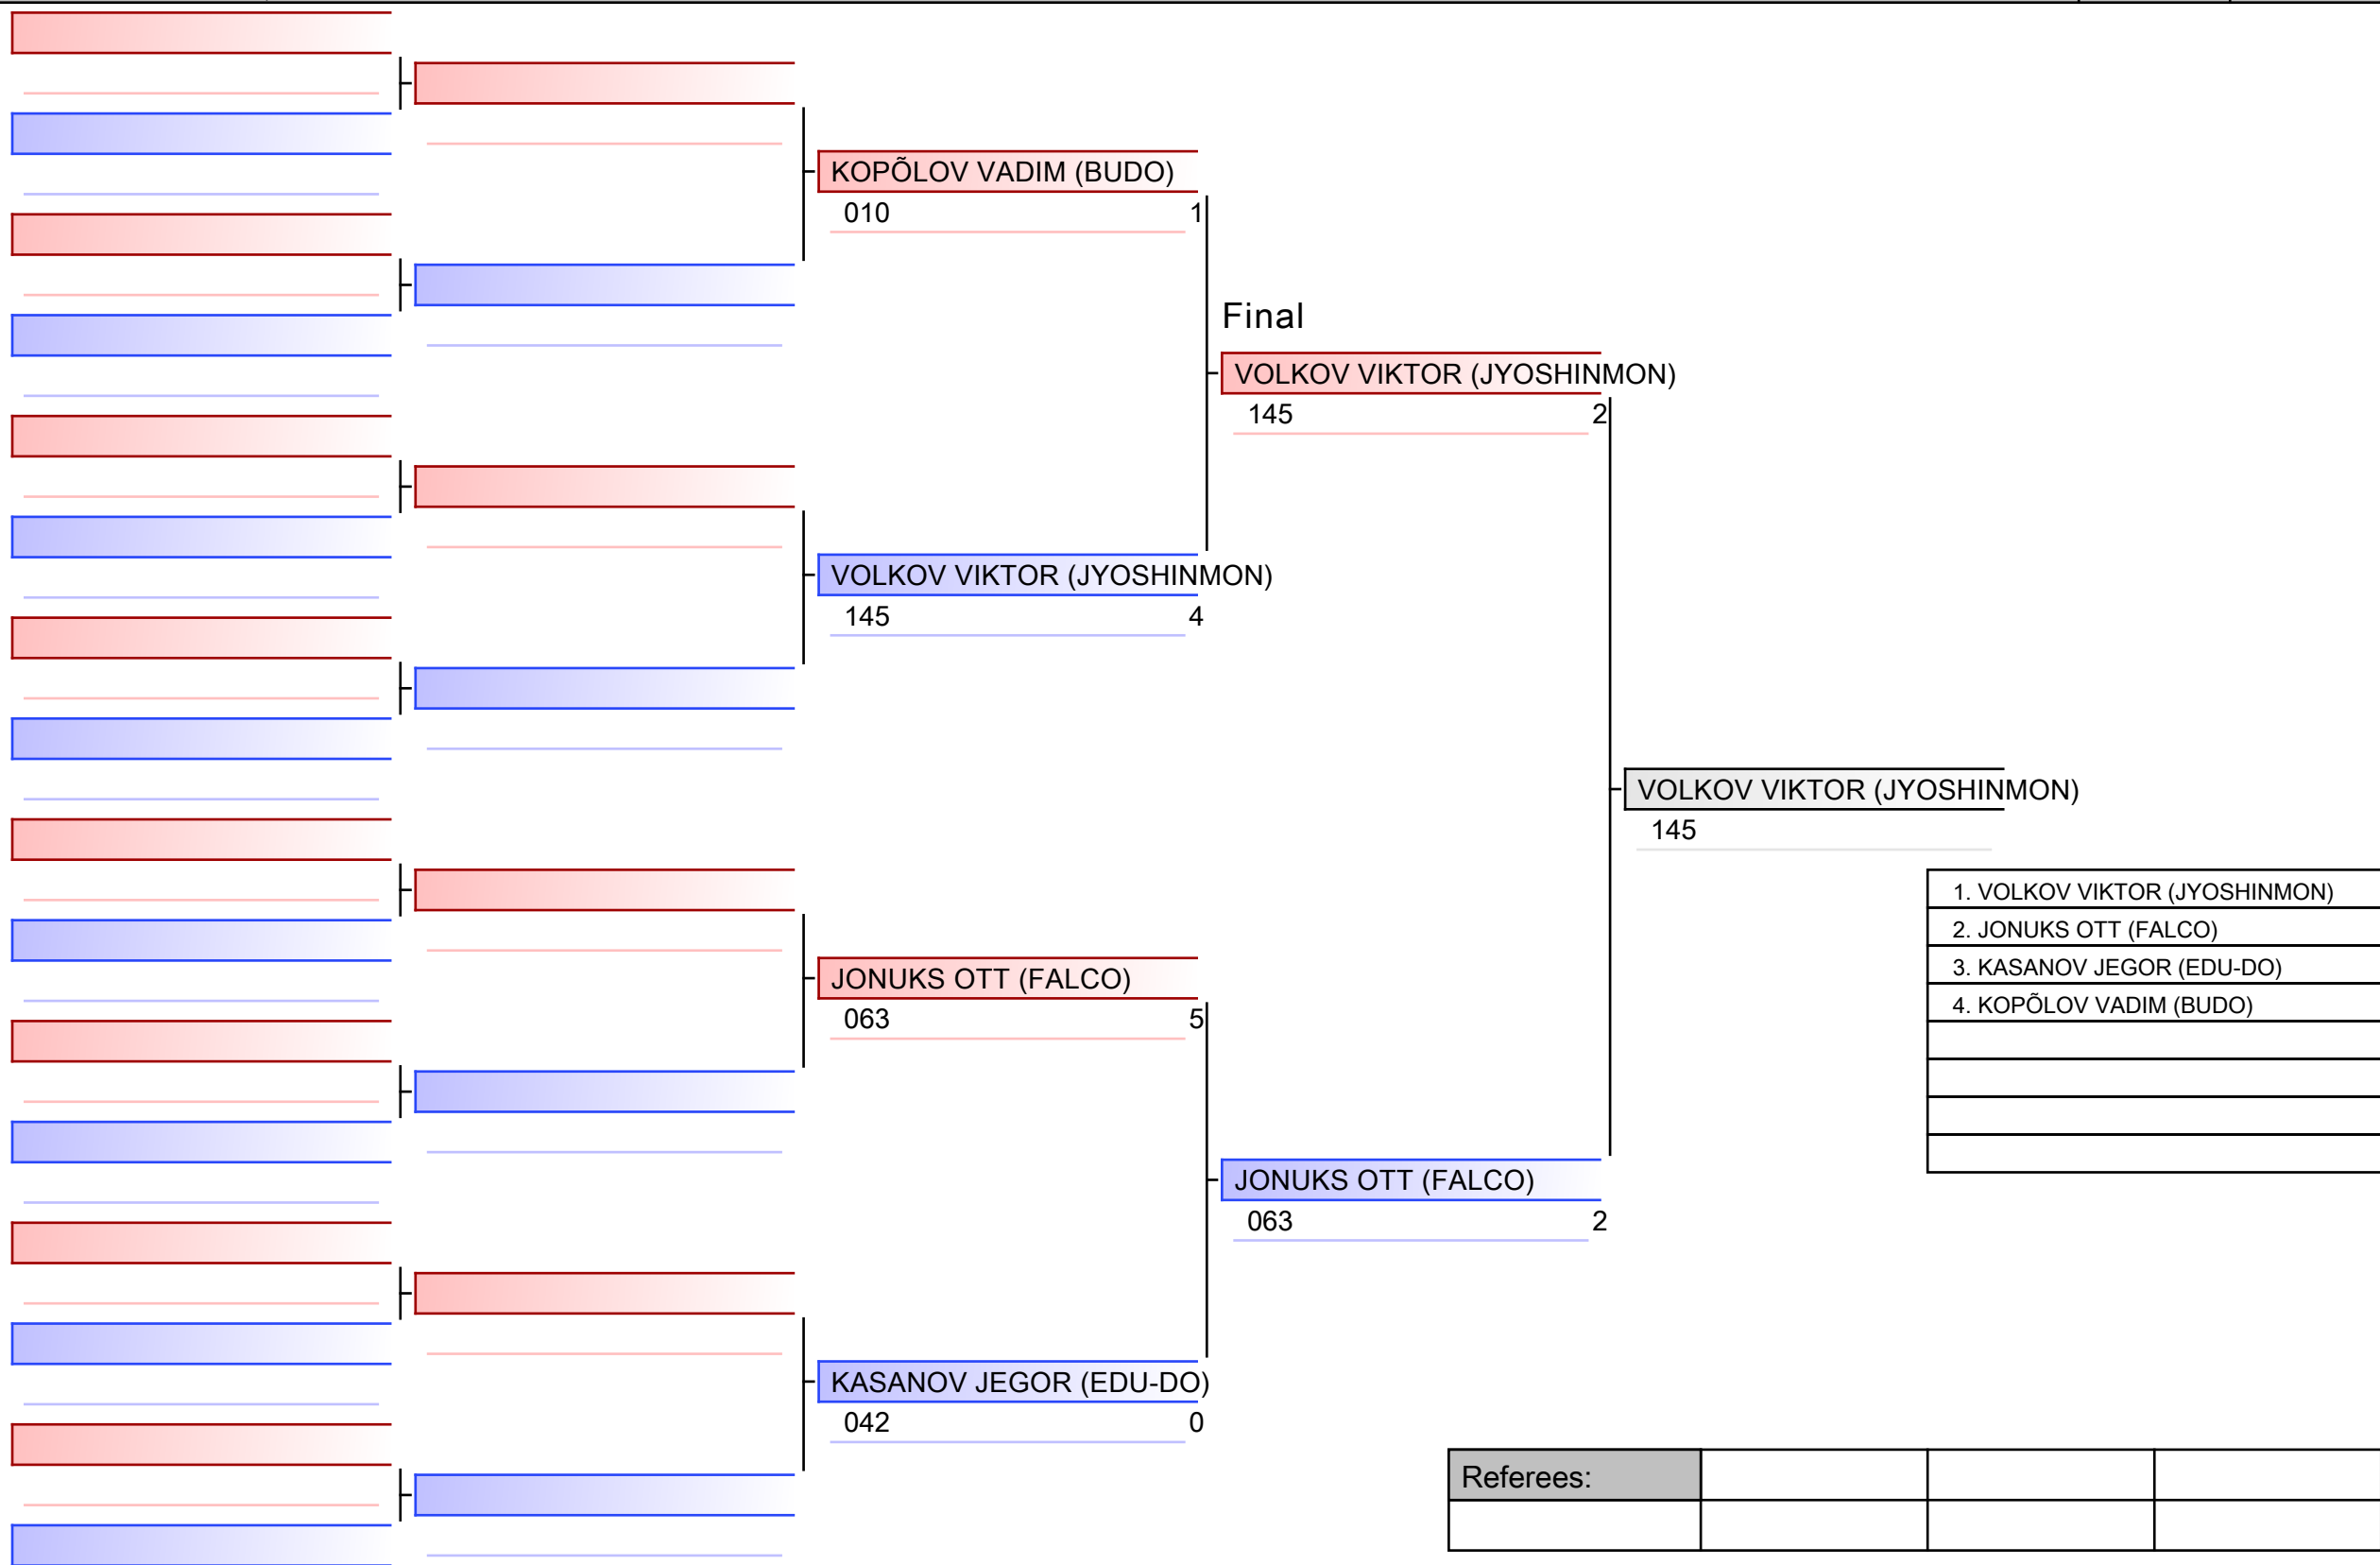 KOPÕLOV VADIM (BUDO)
010 1
Final
VOLKOV VIKTOR (JYOSHINMON)
145 2
VOLKOV VIKTOR (JYOSHINMON)
145 4
VOLKOV VIKTOR (JYOSHINMON)
145
1. VOLKOV VIKTOR (JYOSHINMON)
2. JONUKS OTT (FALCO)
3. KASANOV JEGOR (EDU-DO)
4. KOPÕLOV VADIM (BUDO)
JONUKS OTT (FALCO)
063 5
JONUKS OTT (FALCO)
063 2
KASANOV JEGOR (EDU-DO)
042 0
Referees: